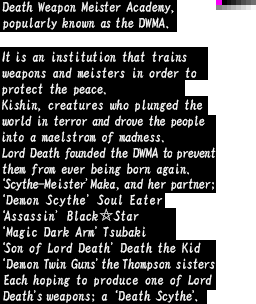 Death Weapon Meister Academy,
popularly known as the DWMA.
It is an institution that trains
weapons and meisters in order to
protect the peace.
Kishin, creatures who plunged the
world in terror and drove the people
into a maelstrom of madness.
Lord Death founded the DWMA to prevent
them from ever being born again.
'Scythe-Meister' Maka, and her partner;
'Demon Scythe' Soul Eater
'Assassin' Black☆Star
'Magic Dark Arm' Tsubaki
'Son of Lord Death' Death the Kid
'Demon Twin Guns' the Thompson sisters
Each hoping to produce one of Lord
Death's weapons; a 'Death Scythe'.